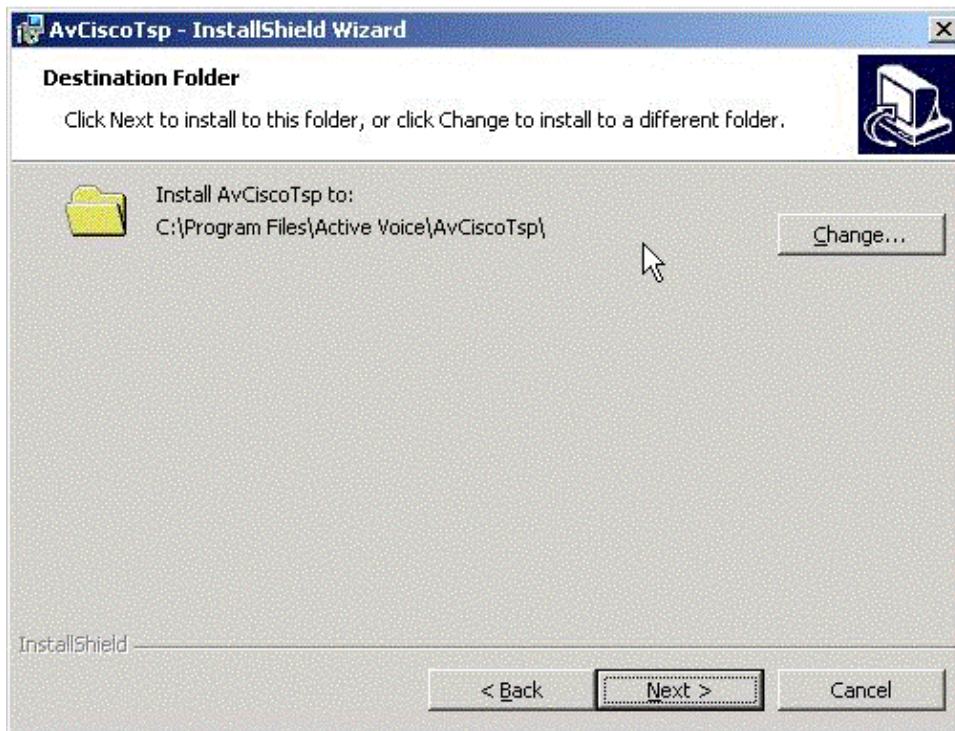 AvCiscoTsp - InstallShield Wizard
Destination Folder
Click Next to install to this folder, or click Change to install to a different folder.
Install AvCiscoTsp to:
C:\Program Files\Active Voice\AvCiscoTsp\
Change...
InstallShield
< Back
Next >
Cancel